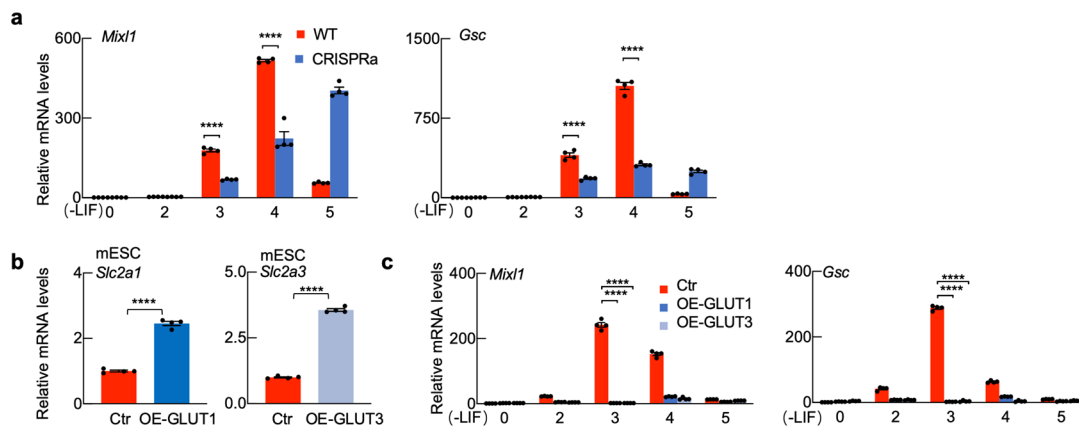 a
Mixl1
WT
CRISPRa
****
****
Relative mRNA levels
600
300
0
(-LIF)
0 2 3 4 5
Gsc
****
****
1500
750
0
(-LIF)
0 2 3 4 5
b
mESC
Slc2a1
****
Relative mRNA levels
4
2
0
Ctr OE-GLUT1
mESC
Slc2a3
****
5.0
2.5
0.0
Ctr OE-GLUT3
c
Mixl1
****
****
Ctr
OE-GLUT1
OE-GLUT3
Relative mRNA levels
400
200
0
(-LIF)
0 2 3 4 5
Gsc
****
****
400
200
0
(-LIF)
0 2 3 4 5